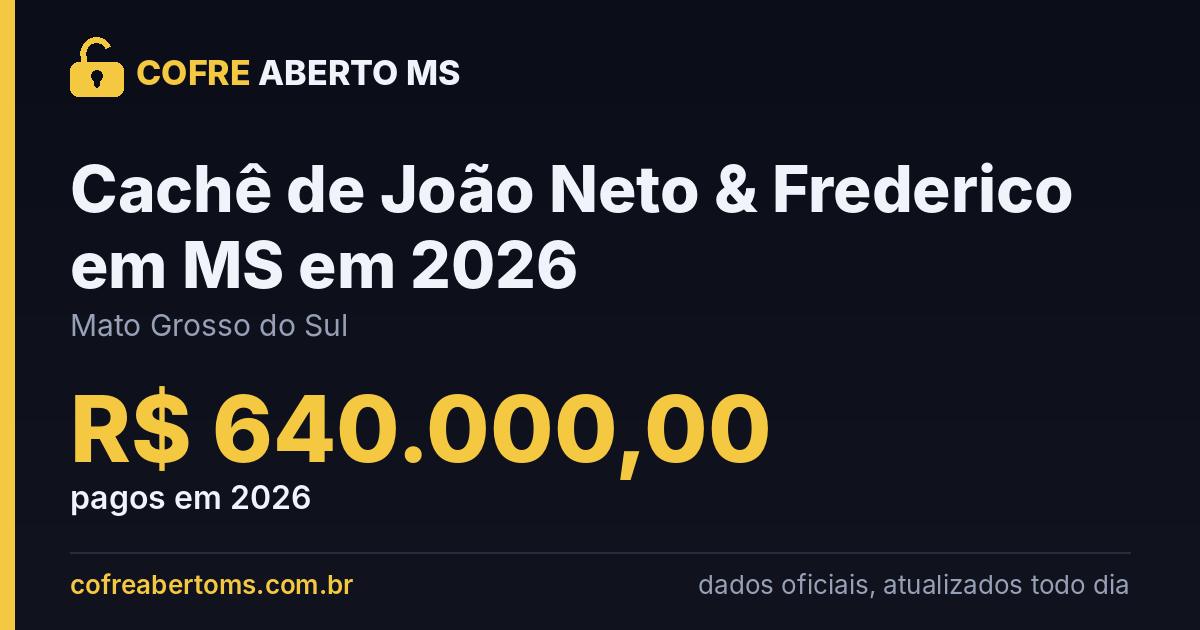 COFRE ABERTO MS
Cachê de João Neto & Frederico
em MS em 2026
Mato Grosso do Sul
R$ 640.000,00
pagos em 2026
cofreabertoms.com.br
dados oficiais, atualizados todo dia